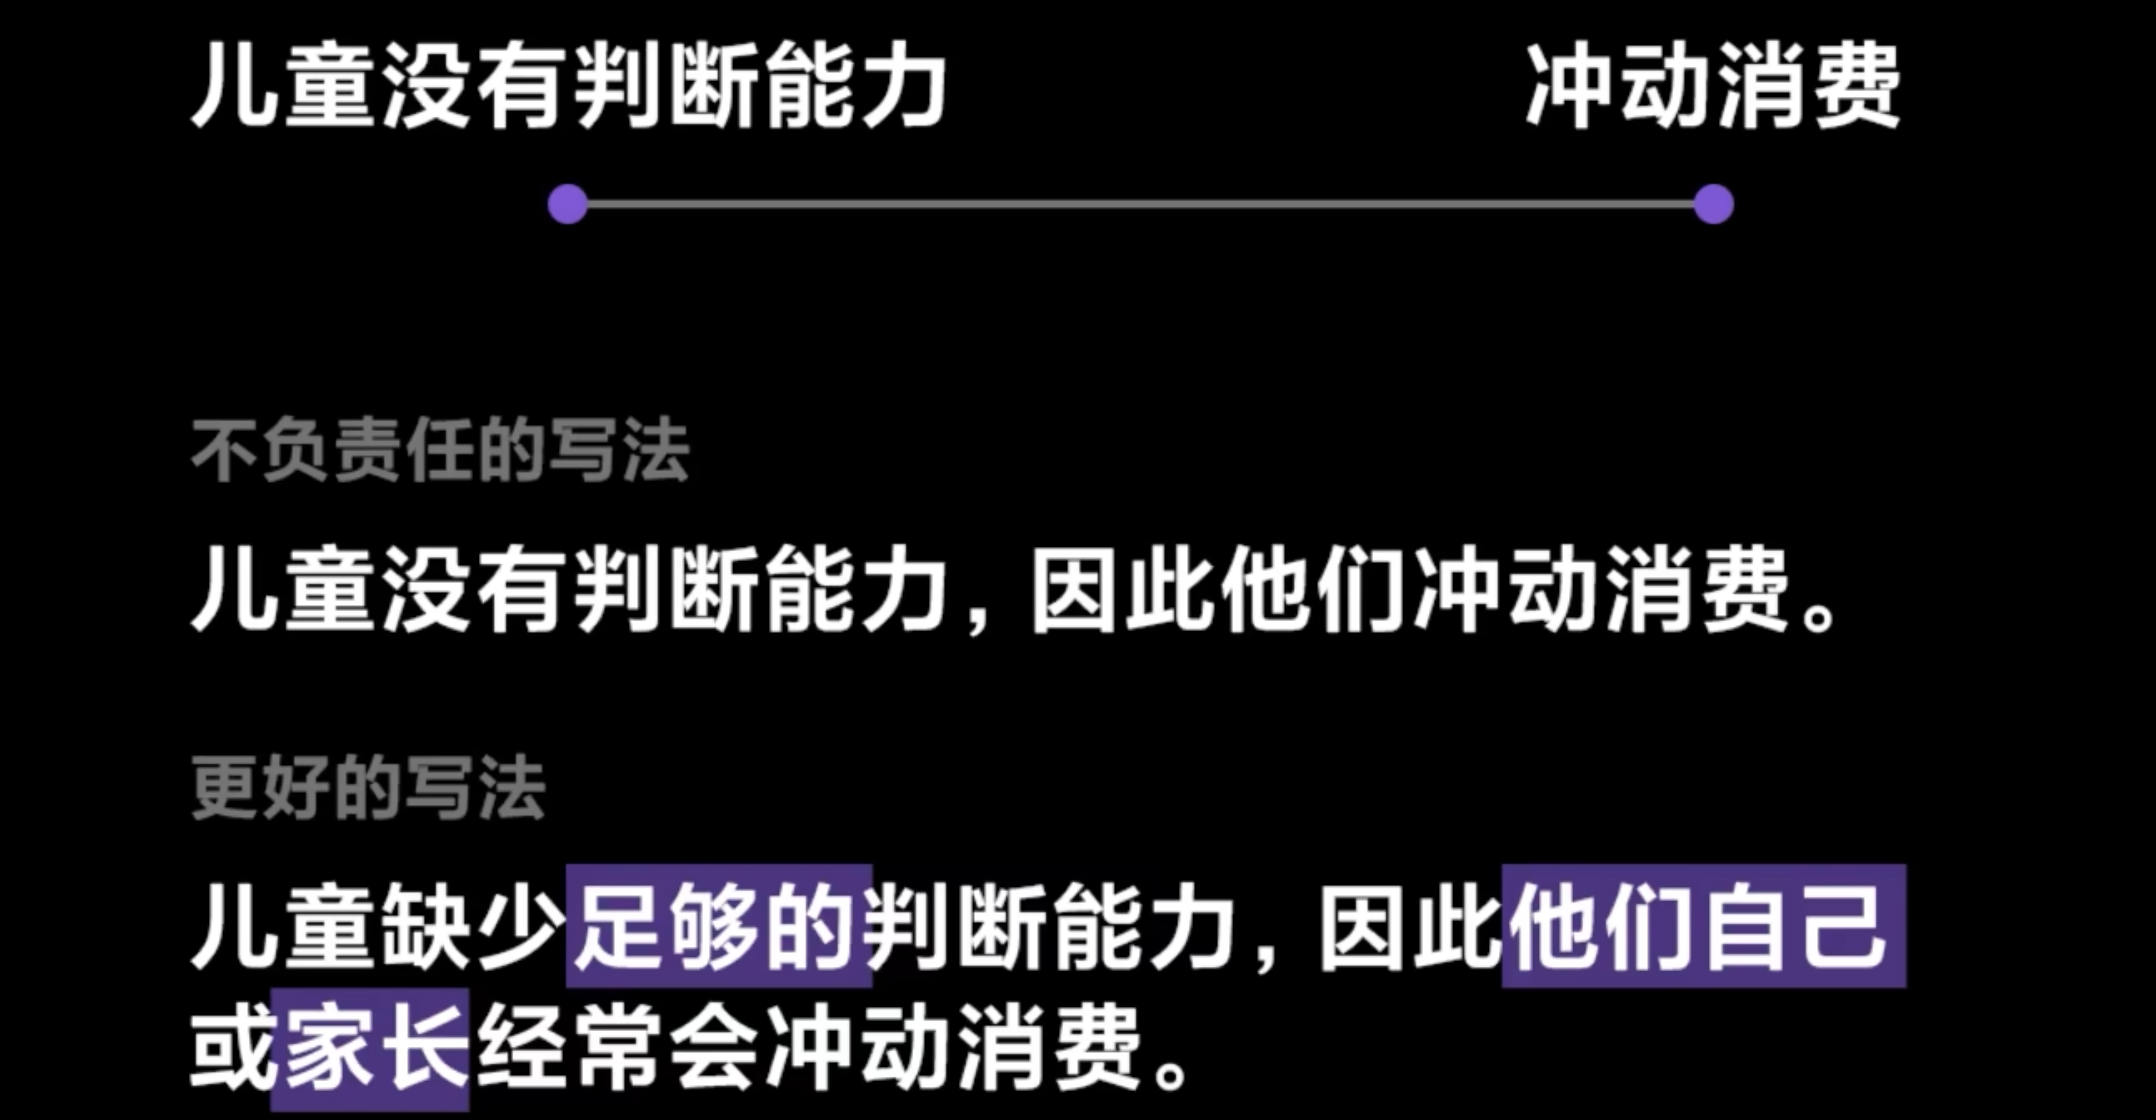 儿童没有判断能力 冲动消费
不负责任的写法
儿童没有判断能力，因此他们冲动消费。
更好的写法
儿童缺少足够的判断能力，因此他们自己
或家长经常会冲动消费。